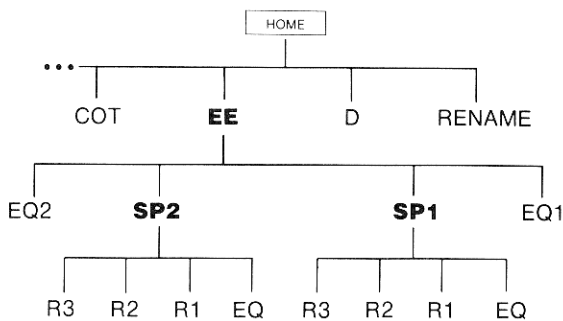 HOME
••• COT EE D RENAME
EQ2 SP2 SP1 EQ1
R3 R2 R1 EQ R3 R2 R1 EQ